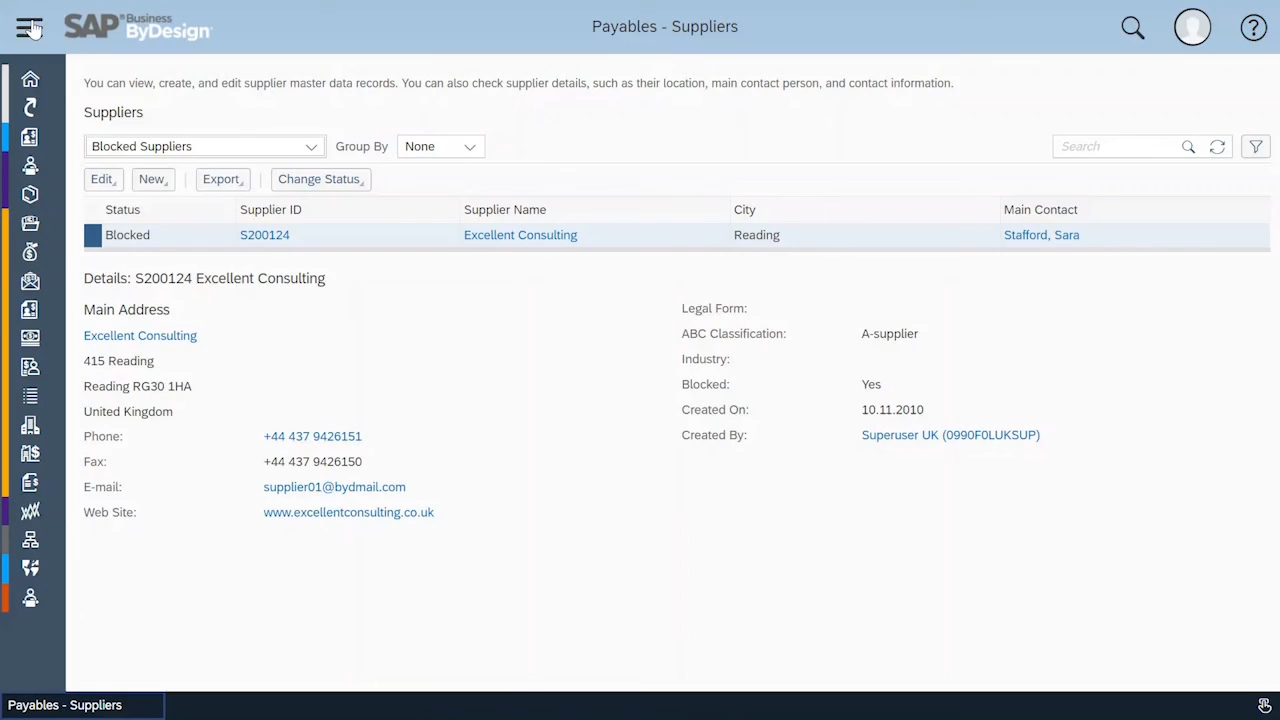 SAP Business ByDesign
Payables - Suppliers
?
You can view, create, and edit supplier master data records. You can also check supplier details, such as their location, main contact person, and contact information.
Suppliers
Blocked Suppliers Group By None Search
Edit New Export Change Status
Status Supplier ID Supplier Name City Main Contact
Blocked S200124 Excellent Consulting Reading Stafford, Sara
Details: S200124 Excellent Consulting
Main Address
Excellent Consulting
415 Reading
Reading RG30 1HA
United Kingdom
Phone: +44 437 9426151
Fax: +44 437 9426150
E-mail: supplier01@bydmail.com
Web Site: www.excellentconsulting.co.uk
Legal Form:
ABC Classification: A-supplier
Industry:
Blocked: Yes
Created On: 10.11.2010
Created By: Superuser UK (0990F0LUKSUP)
Payables - Suppliers